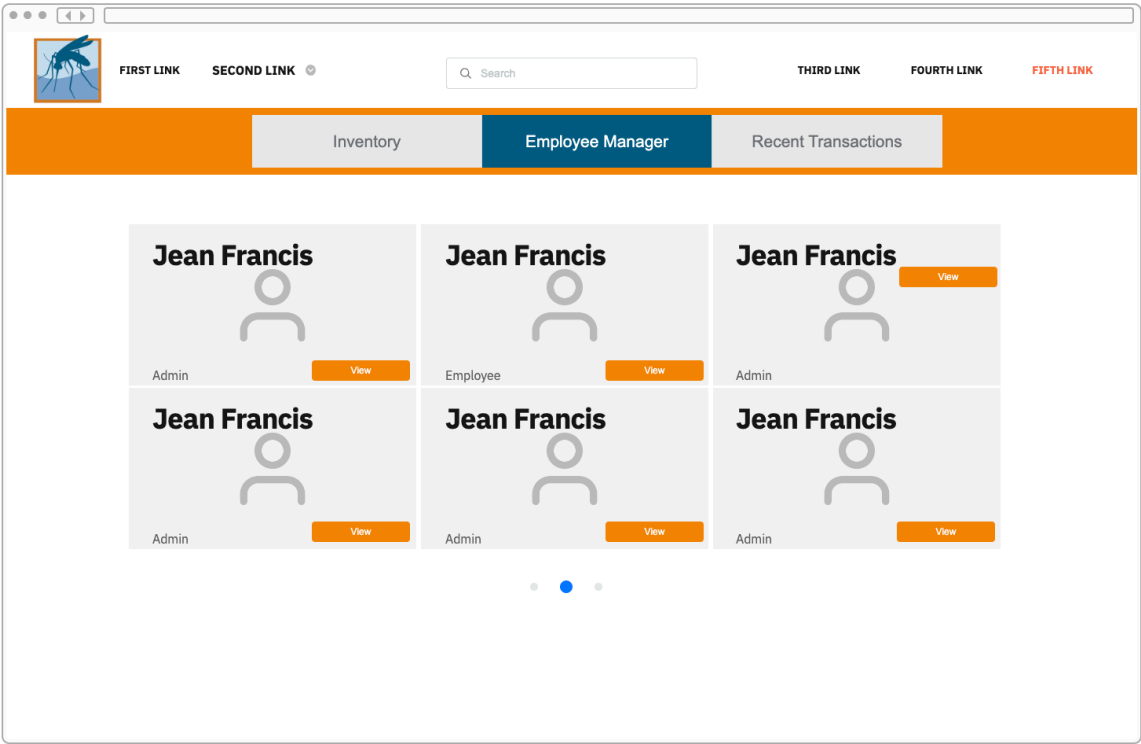 FIRST LINK SECOND LINK Search THIRD LINK FOURTH LINK FIFTH LINK
Inventory Employee Manager Recent Transactions
Jean Francis Jean Francis Jean Francis
View
Admin View Employee View Admin
Jean Francis Jean Francis Jean Francis
Admin View Admin View Admin View